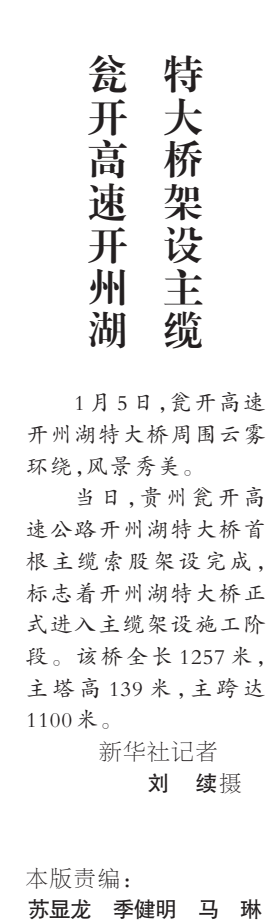 瓮开高速开州湖
特大桥架设主缆
1月5日，瓮开高速
开州湖特大桥周围云雾
环绕，风景秀美。
当日，贵州瓮开高
速公路开州湖特大桥首
根主缆索股架设完成，
标志着开州湖特大桥正
式进入主缆架设施工阶
段。该桥全长1257米，
主塔高139米，主跨达
1100米。
新华社记者
刘　续摄
本版责编：
苏显龙　季健明　马　琳